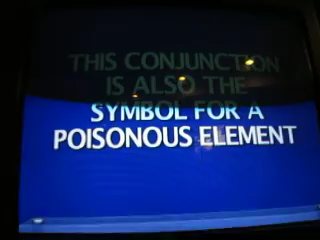 THIS CONJUNCTION
IS ALSO THE
SYMBOL FOR A
POISONOUS ELEMENT